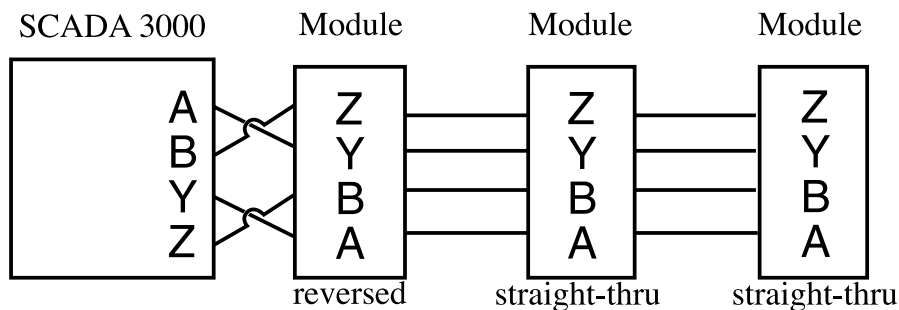 SCADA 3000
Module
Module
Module
A
B
Y
Z
Z
Y
B
A
Z
Y
B
A
Z
Y
B
A
reversed
straight-thru
straight-thru